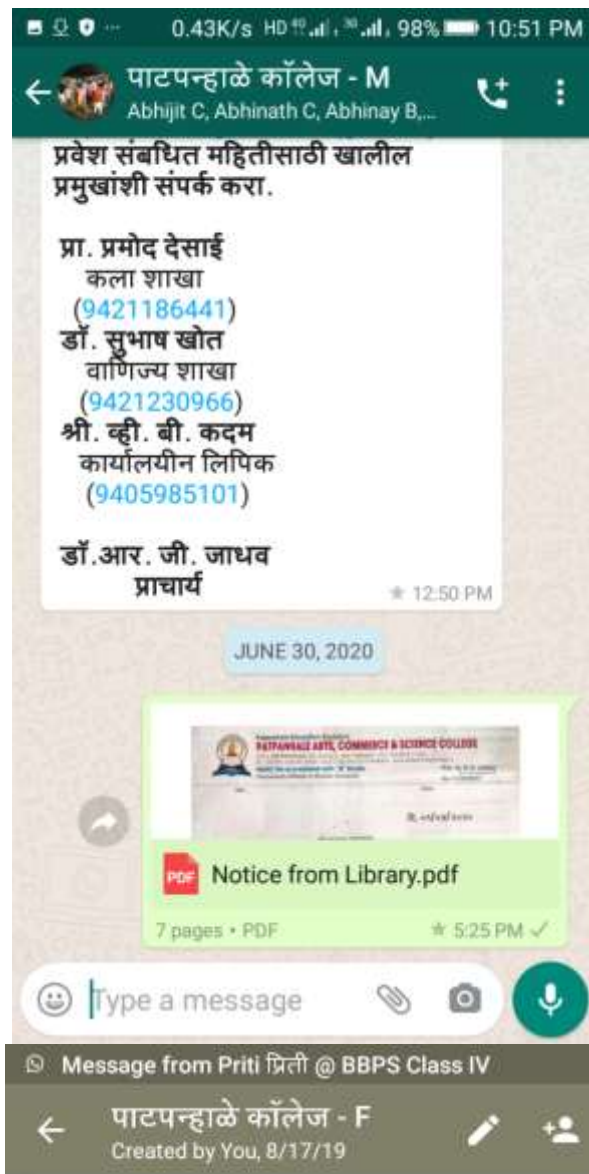 0.43K/s HD 98% 10:51 PM
पाटपन्हाळे कॉलेज - M
Abhijit C, Abhinath C, Abhinay B,...
प्रवेश संबधित महितीसाठी खालील
प्रमुखांशी संपर्क करा.
प्रा. प्रमोद देसाई
कला शाखा
(9421186441)
डॉ. सुभाष खोत
वाणिज्य शाखा
(9421230966)
श्री. व्ही. बी. कदम
कार्यालयीन लिपिक
(9405985101)
डॉ.आर. जी. जाधव
प्राचार्य
12:50 PM
JUNE 30, 2020
PATPANHALE ARTS, COMMERCE & SCIENCE COLLEGE
PDF Notice from Library.pdf
7 pages • PDF 5:25 PM
Type a message
Message from Priti प्रिती @ BBPS Class IV
पाटपन्हाळे कॉलेज - F
Created by You, 8/17/19